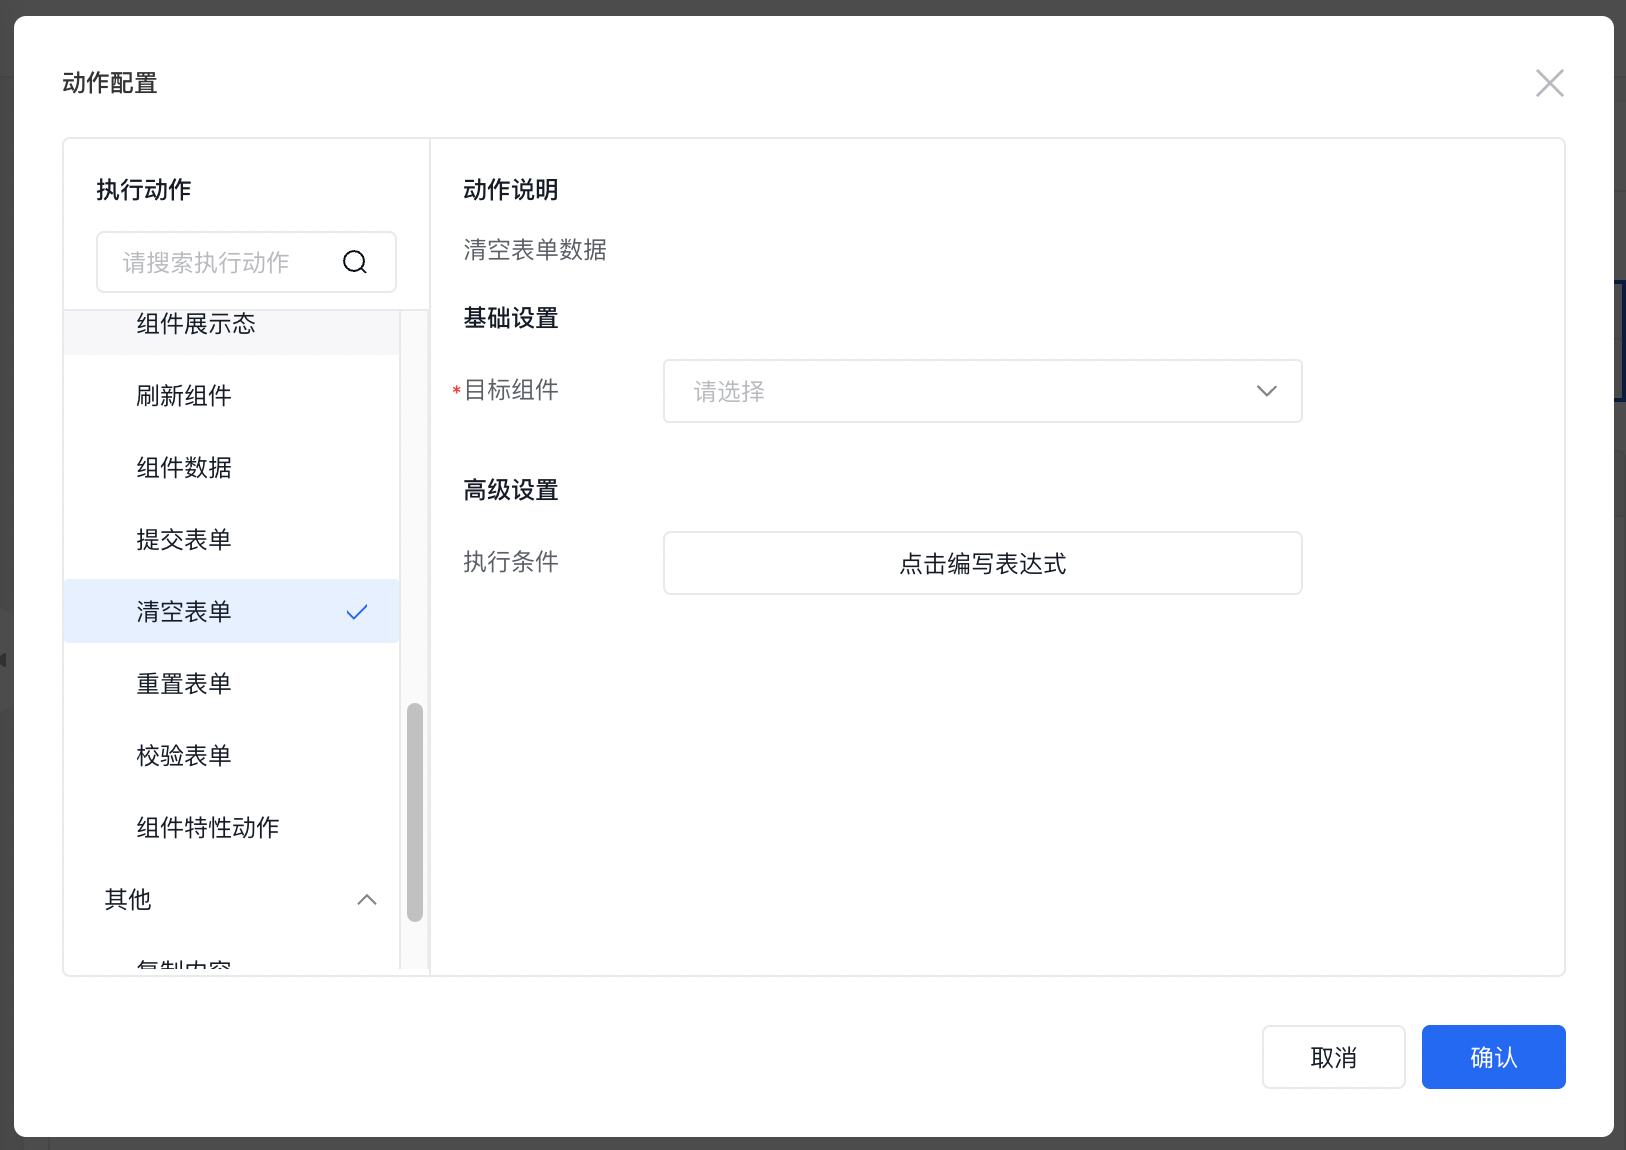 动作配置
执行动作
请搜索执行动作
组件展示态
刷新组件
组件数据
提交表单
清空表单
重置表单
校验表单
组件特性动作
其他
复制内容
动作说明
清空表单数据
基础设置
*目标组件
请选择
高级设置
执行条件
点击编写表达式
取消
确认